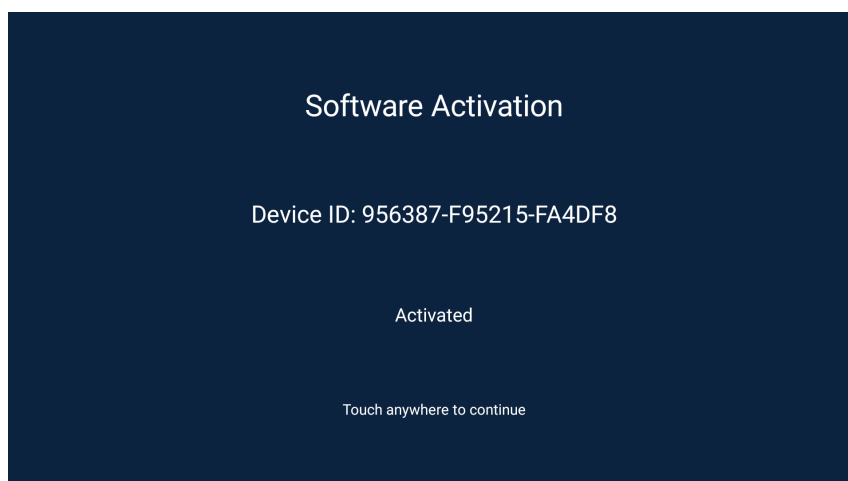 Software Activation
Device ID: 956387-F95215-FA4DF8
Activated
Touch anywhere to continue